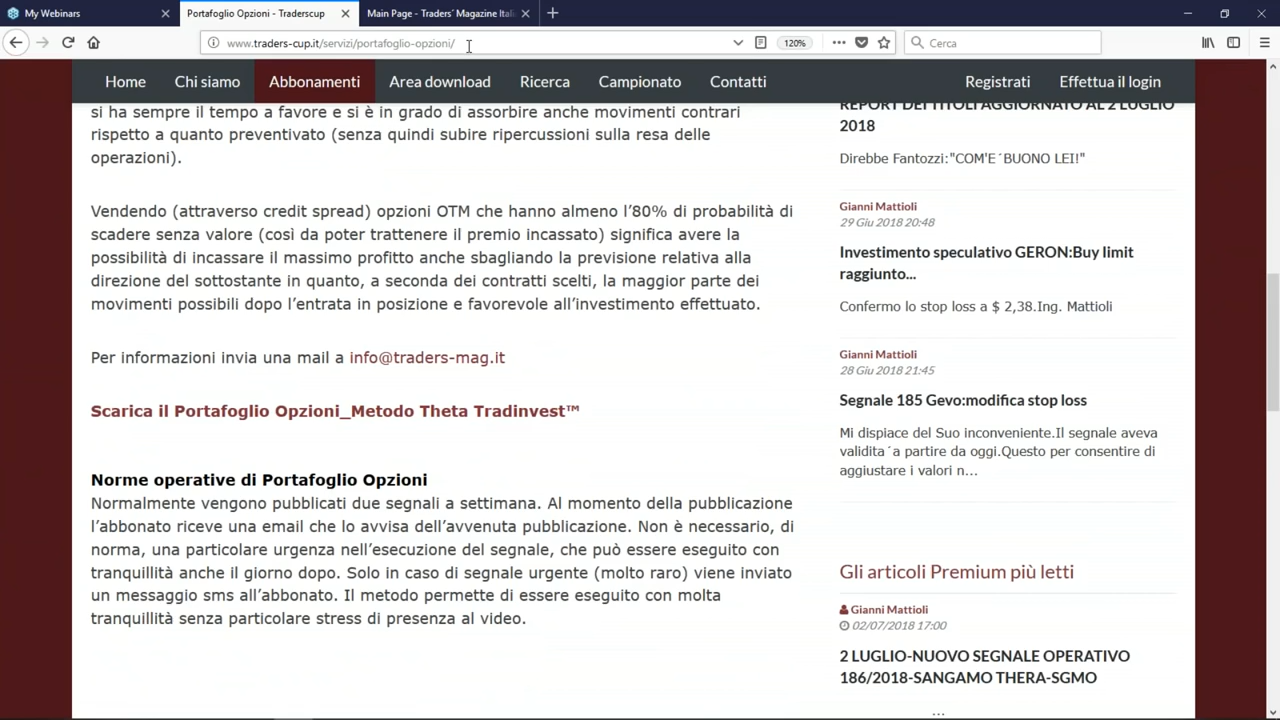 My Webinars
Portafoglio Opzioni - Traderscup
Main Page - Traders´ Magazine Itali
www.traders-cup.it/servizi/portafoglio-opzioni/
120%
Cerca
Home
Chi siamo
Abbonamenti
Area download
Ricerca
Campionato
Contatti
Registrati
Effettua il login
si ha sempre il tempo a favore e si è in grado di assorbire anche movimenti contrari
rispetto a quanto preventivato (senza quindi subire ripercussioni sulla resa delle
operazioni).
Vendendo (attraverso credit spread) opzioni OTM che hanno almeno l’80% di probabilità di
scadere senza valore (così da poter trattenere il premio incassato) significa avere la
possibilità di incassare il massimo profitto anche sbagliando la previsione relativa alla
direzione del sottostante in quanto, a seconda dei contratti scelti, la maggior parte dei
movimenti possibili dopo l’entrata in posizione e favorevole all’investimento effettuato.
Per informazioni invia una mail a info@traders-mag.it
Scarica il Portafoglio Opzioni_Metodo Theta Tradinvest™
Norme operative di Portafoglio Opzioni
Normalmente vengono pubblicati due segnali a settimana. Al momento della pubblicazione
l’abbonato riceve una email che lo avvisa dell’avvenuta pubblicazione. Non è necessario, di
norma, una particolare urgenza nell’esecuzione del segnale, che può essere eseguito con
tranquillità anche il giorno dopo. Solo in caso di segnale urgente (molto raro) viene inviato
un messaggio sms all’abbonato. Il metodo permette di essere eseguito con molta
tranquillità senza particolare stress di presenza al video.
REPORT DEI TITOLI AGGIORNATO AL 2 LUGLIO
2018
Direbbe Fantozzi:"COM'E´BUONO LEI!"
Gianni Mattioli
29 Giu 2018 20:48
Investimento speculativo GERON:Buy limit
raggiunto...
Confermo lo stop loss a $ 2,38.Ing. Mattioli
Gianni Mattioli
28 Giu 2018 21:45
Segnale 185 Gevo:modifica stop loss
Mi dispiace del Suo inconveniente.Il segnale aveva
validita´a partire da oggi.Questo per consentire di
aggiustare i valori n...
Gli articoli Premium più letti
Gianni Mattioli
02/07/2018 17:00
2 LUGLIO-NUOVO SEGNALE OPERATIVO
186/2018-SANGAMO THERA-SGMO
...